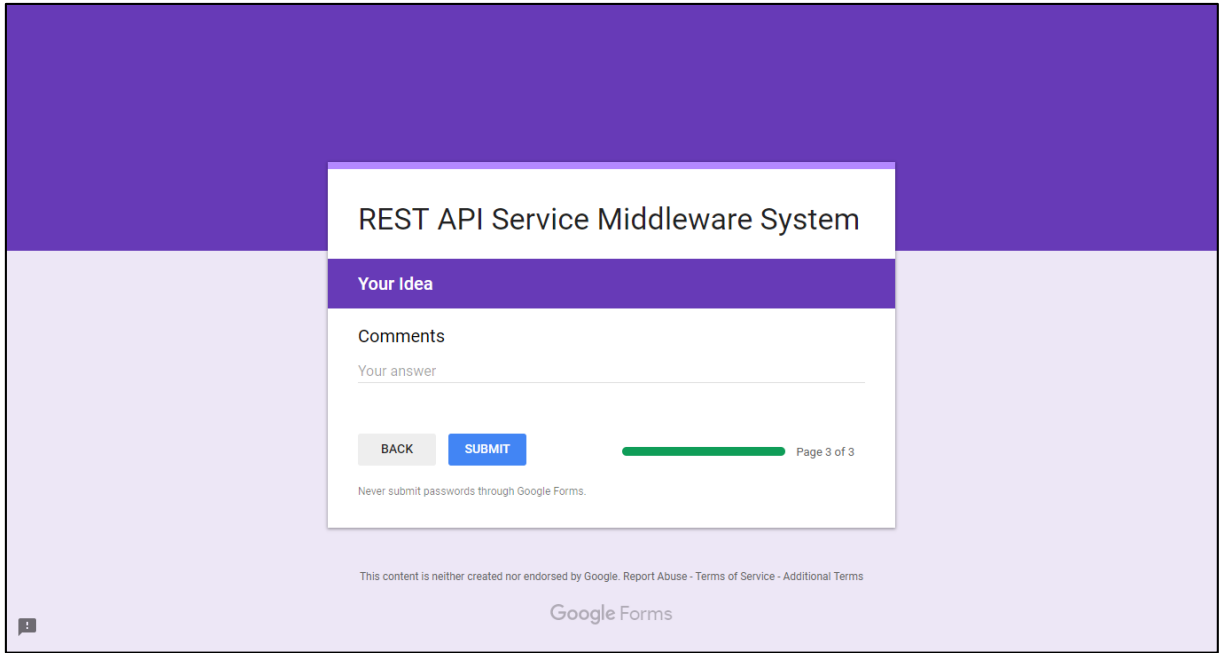 REST API Service Middleware System
Your Idea
Comments
Your answer
BACK
SUBMIT
Page 3 of 3
Never submit passwords through Google Forms.
This content is neither created nor endorsed by Google. Report Abuse - Terms of Service - Additional Terms
Google Forms